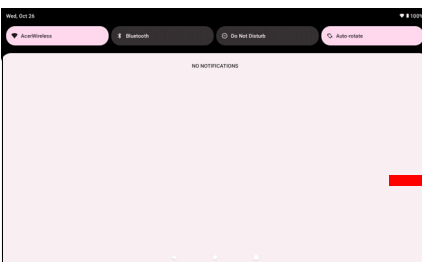 Wed, Oct 26 100%
AcerWireless Bluetooth Do Not Disturb Auto-rotate
NO NOTIFICATIONS